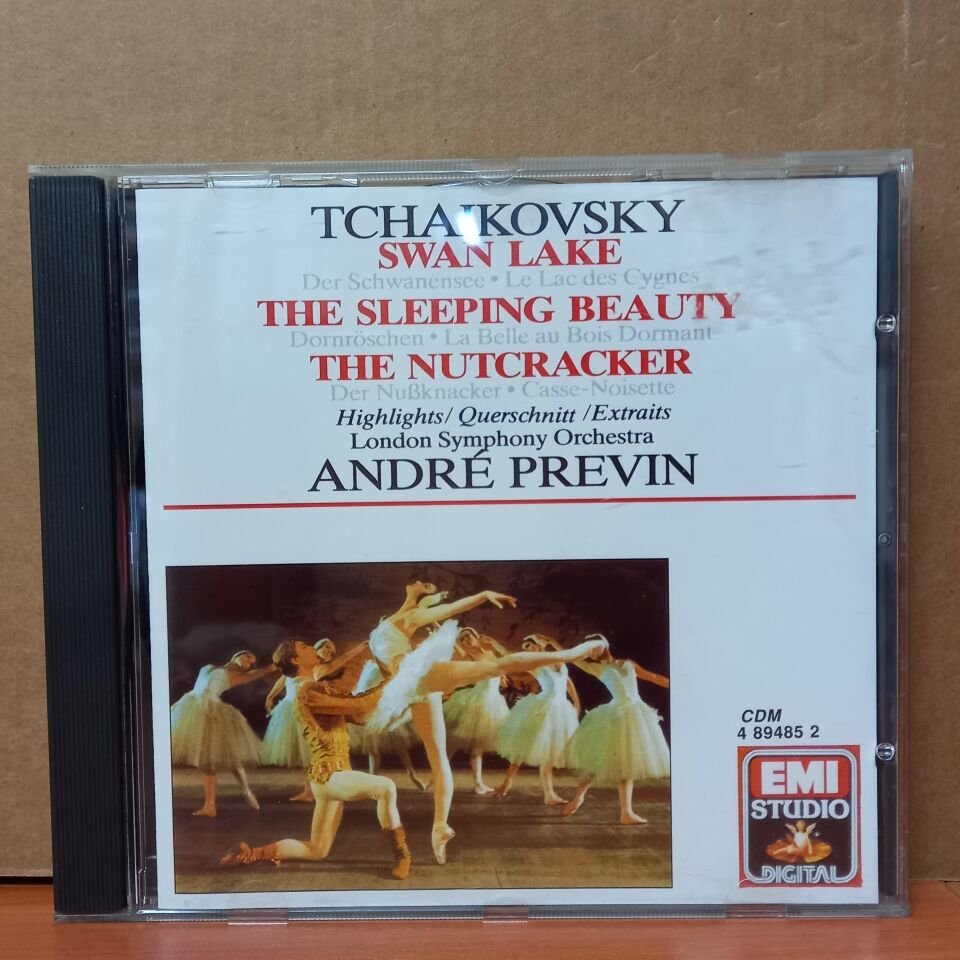 TCHAIKOVSKY
SWAN LAKE
Der Schwanensee • Le Lac des Cygnes
THE SLEEPING BEAUTY
Dornröschen • La Belle au Bois Dormant
THE NUTCRACKER
Der Nußknacker • Casse-Noisette
Highlights/ Querschnitt /Extraits
London Symphony Orchestra
ANDRÉ PREVIN
CDM
4 89485 2
EMI
STUDIO
DIGITAL